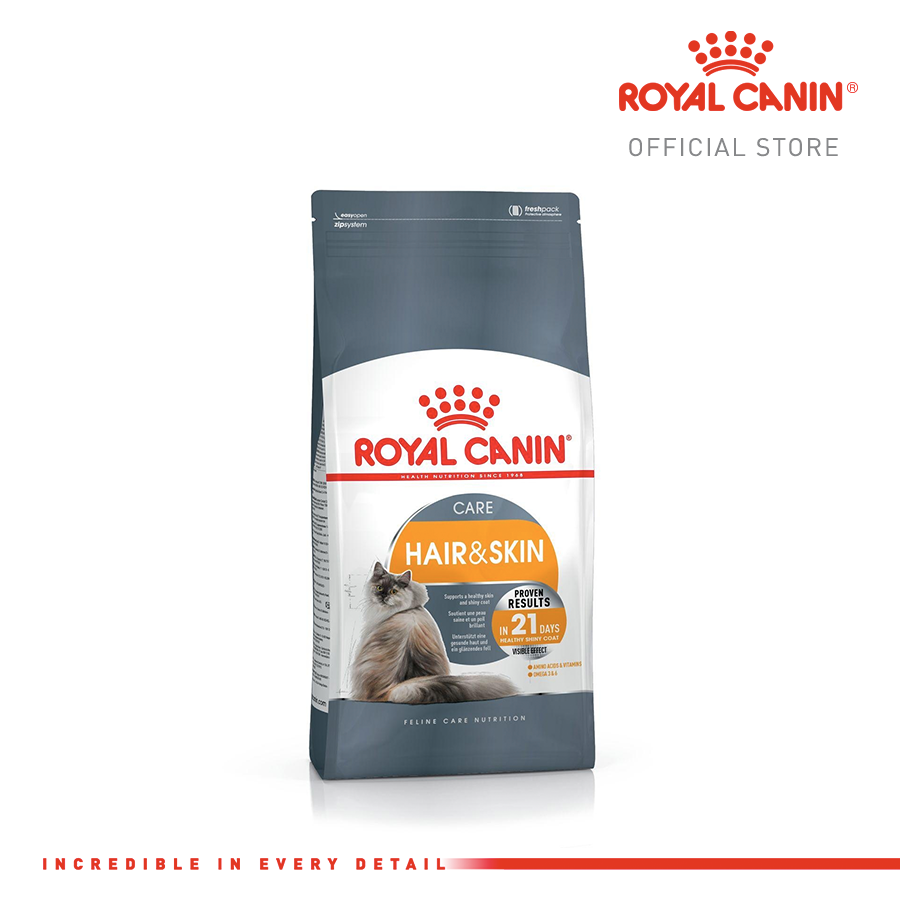 ROYAL CANIN®
OFFICIAL STORE
easyopen
zipsystem
freshpack
Protective atmosphere
ROYAL CANIN®
HEALTH NUTRITION SINCE 1968
CARE
HAIR&SKIN
Supports a healthy skin
and shiny coat
Soutient une peau
saine et un poil
brillant
Unterstützt eine
gesunde haut und
ein glänzendes fell
PROVEN
RESULTS
IN 21 DAYS
HEALTHY SHINY COAT
VISIBLE EFFECT
AMINO ACIDS & VITAMINS
OMEGA 3 & 6
FELINE CARE NUTRITION
INCREDIBLE IN EVERY DETAIL